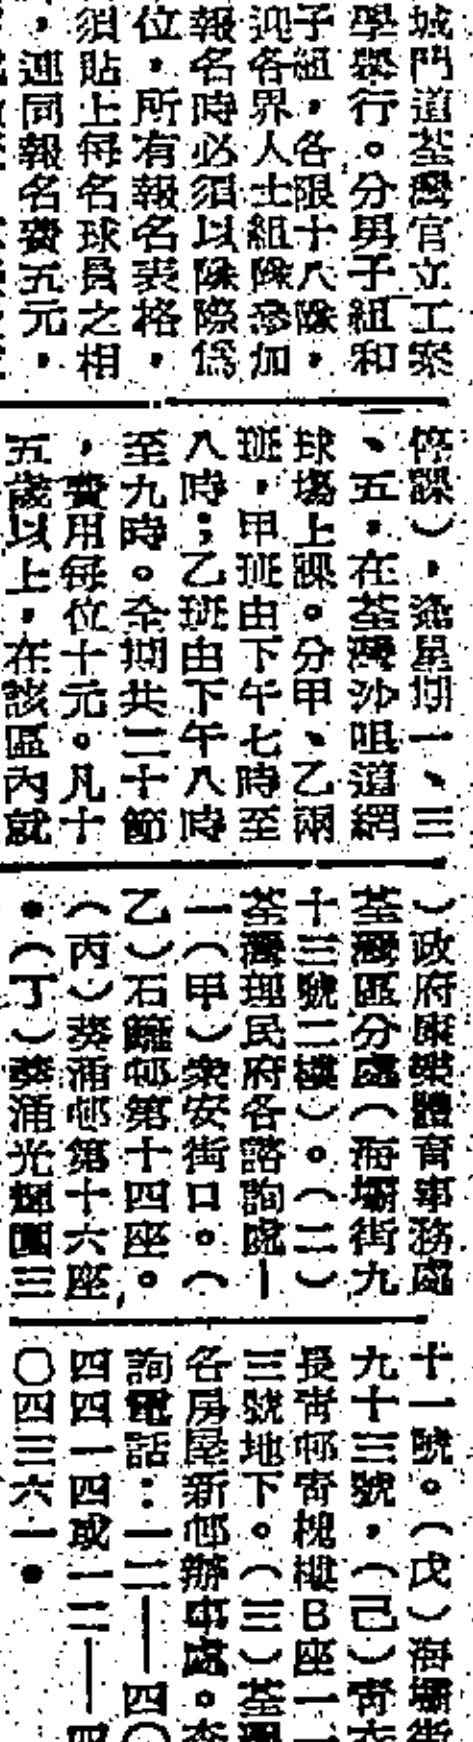 城門道荃灣官立工業
學舉行。分男子組和
子組，各限十八隊，
迎各界人士組隊參加
報名時必須以隊際為
位，所有報名表格，
須貼上每名球員之相
，連同報名費五元，
停課），逢星期一、三
、五，在荃灣沙咀道網
球場上課。分甲、乙兩
班，甲班由下午七時至
八時；乙班由下午八時
至九時。全期共二十節
，費用每位十元。凡十
五歲以上，在該區內就
）政府康樂體育事務處
荃灣區分處（海壩街九
十三號二樓）。（二）
荃灣理民府各諮詢處—
一（甲）眾安街口。（
乙）石籬邨第十四座。
（丙）葵涌邨第十六座
。（丁）葵涌光輝圍三
十一號。（戊）海壩街
九十三號，（己）青衣
長青邨青槐樓B座一一
三號地下。（三）荃灣
各房屋新邨辦事處。查
詢電話：一二—四〇
四四一四或一二—四
〇四三六一。